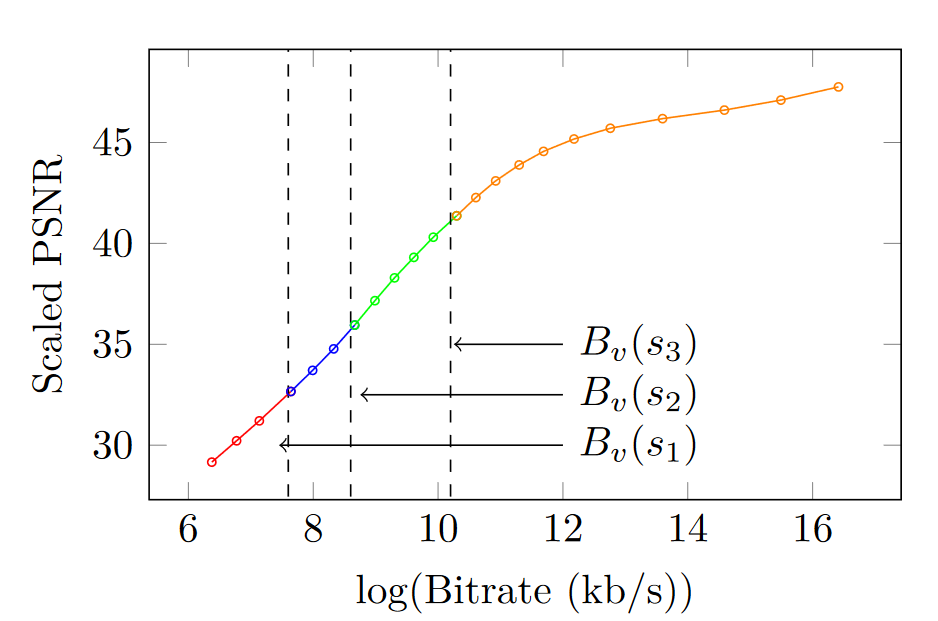 45
40
35
30
Scaled PSNR
B_v(s_3)
B_v(s_2)
B_v(s_1)
6 8 10 12 14 16
log(Bitrate (kb/s))